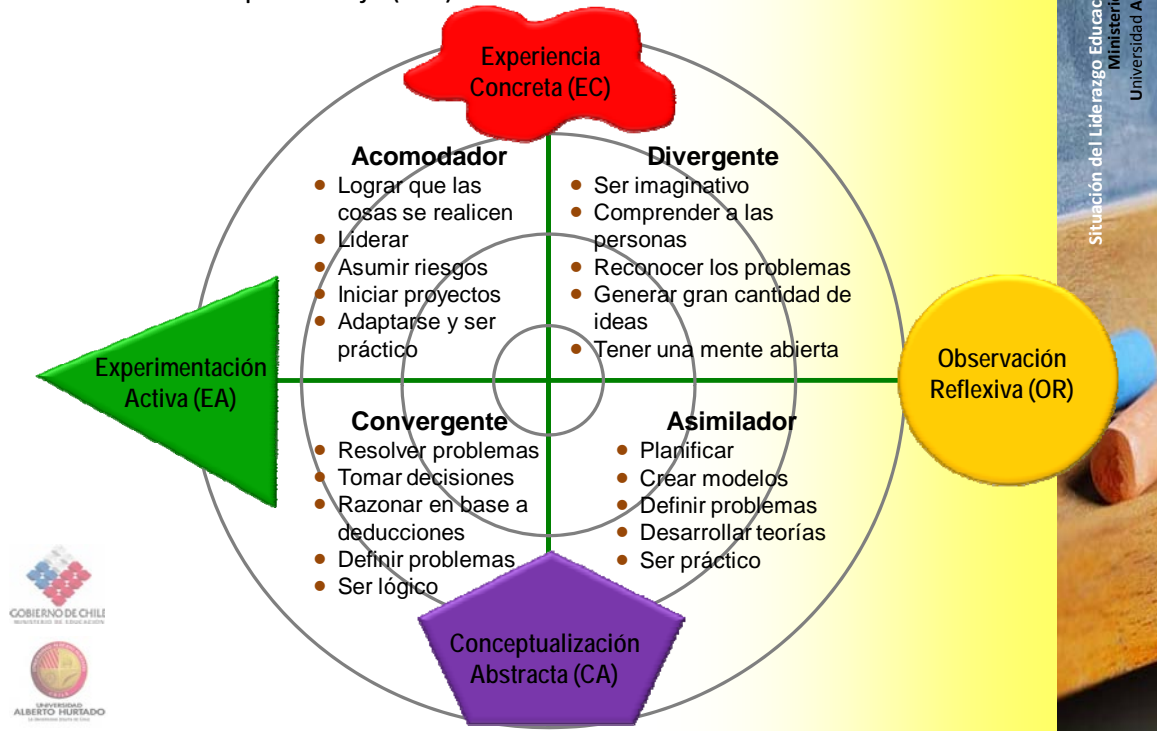 Experiencia
Concreta (EC)
Acomodador
● Lograr que las
cosas se realicen
● Liderar
● Asumir riesgos
● Iniciar proyectos
● Adaptarse y ser
práctico
Divergente
● Ser imaginativo
● Comprender a las
personas
● Reconocer los problemas
● Generar gran cantidad de
ideas
● Tener una mente abierta
Experimentación
Activa (EA)
Observación
Reflexiva (OR)
Convergente
● Resolver problemas
● Tomar decisiones
● Razonar en base a
deducciones
● Definir problemas
● Ser lógico
Asimilador
● Planificar
● Crear modelos
● Definir problemas
● Desarrollar teorías
● Ser práctico
Conceptualización
Abstracta (CA)
GOBIERNO DE CHILE
MINISTERIO DE EDUCACIÓN
UNIVERSIDAD
ALBERTO HURTADO
Situación del Liderazgo
Universidad